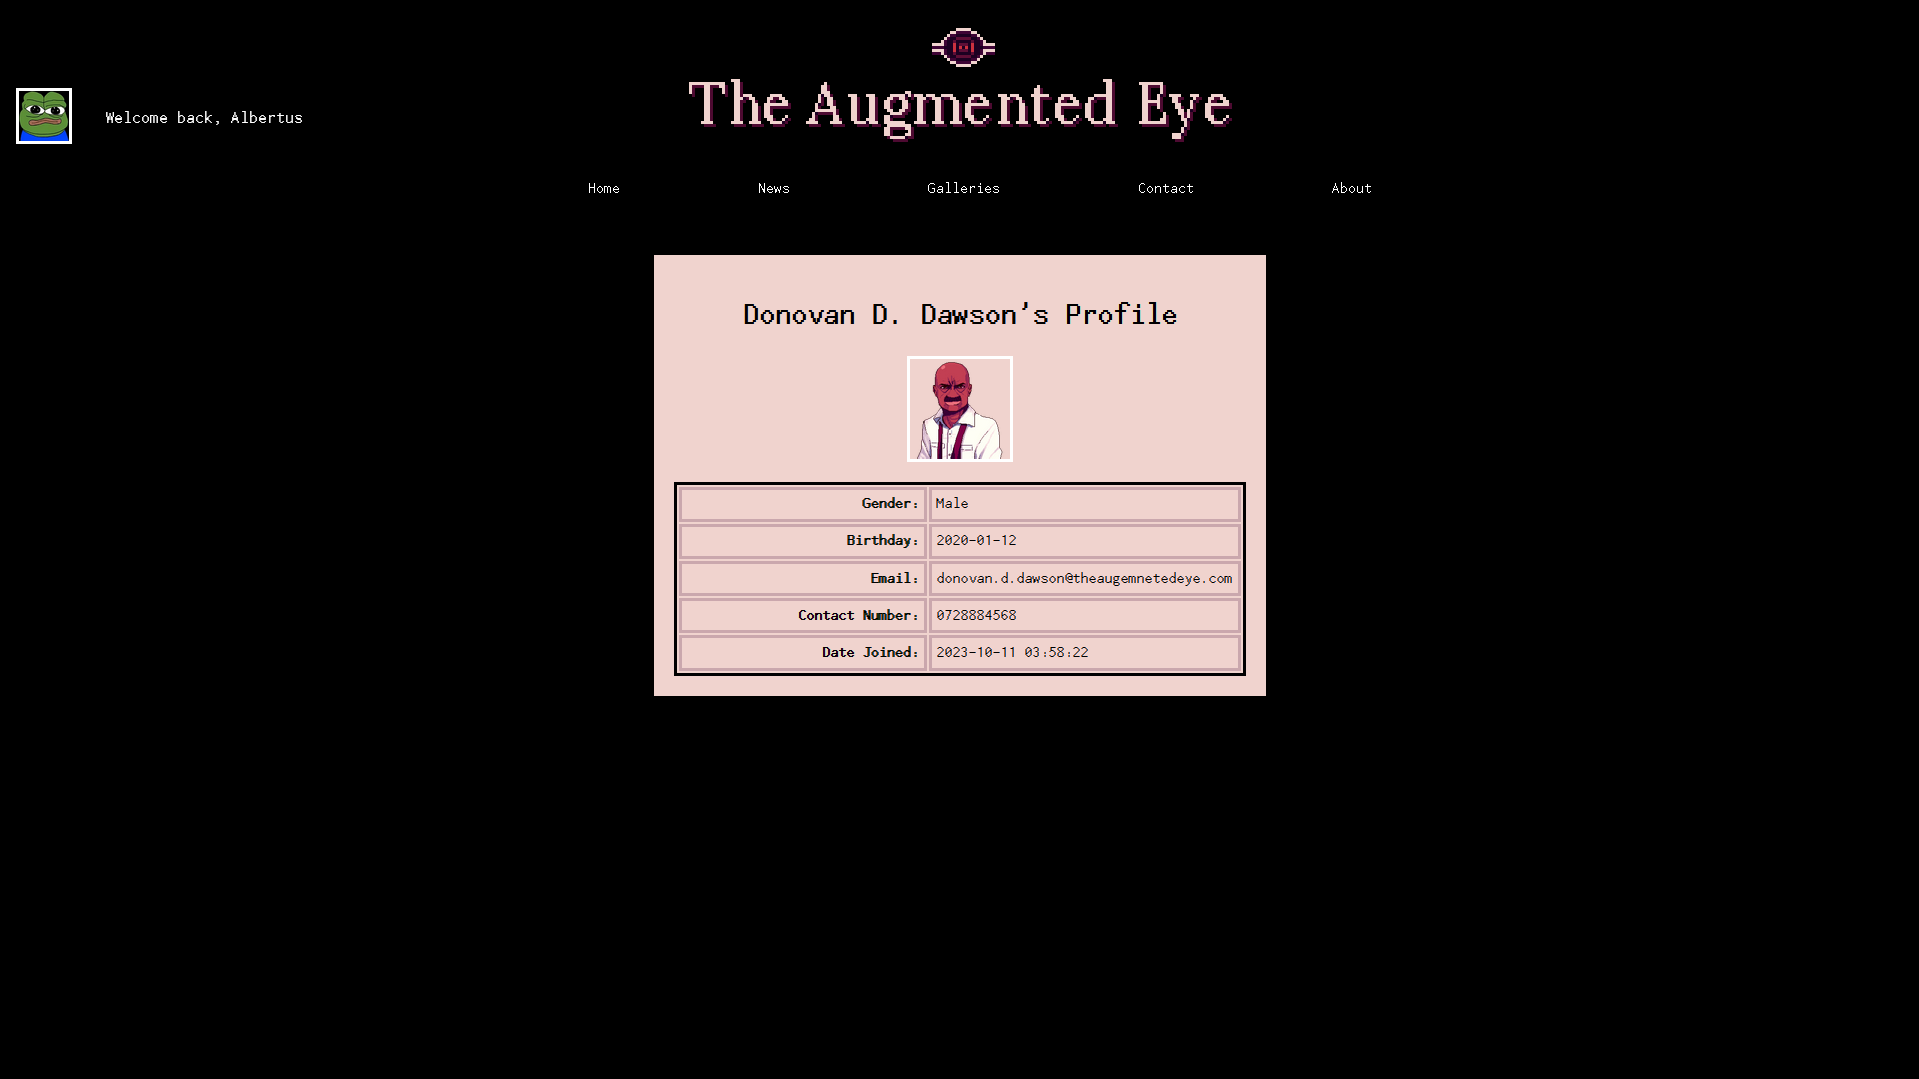 The Augmented Eye
Welcome back, Albertus
Home News Galleries Contact About
Donovan D. Dawson's Profile
Gender: Male
Birthday: 2020-01-12
Email: donovan.d.dawson@theaugemnetedeye.com
Contact Number: 0728884568
Date Joined: 2023-10-11 03:58:22